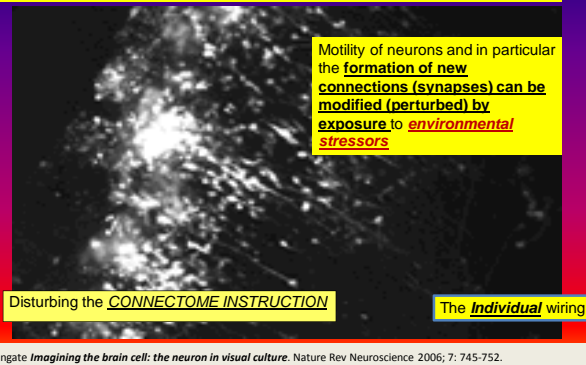 Motility of neurons and in particular
the formation of new
connections (synapses) can be
modified (perturbed) by
exposure to environmental
stressors
Disturbing the CONNECTOME INSTRUCTION
The Individual wiring
ngate Imagining the brain cell: the neuron in visual culture. Nature Rev Neuroscience 2006; 7: 745-752.